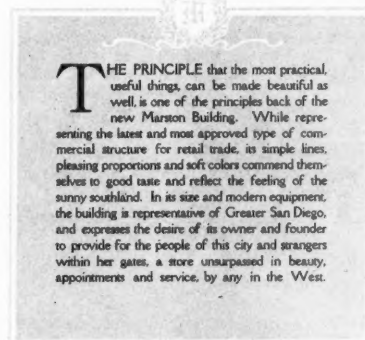 M
THE PRINCIPLE that the most practical,
useful things, can be made beautiful as
well, is one of the principles back of the
new Marston Building. While repre-
senting the latest and most approved type of com-
mercial structure for retail trade, its simple lines,
pleasing proportions and soft colors commend them-
selves to good taste and reflect the feeling of the
sunny southland. In its size and modern equipment,
the building is representative of Greater San Diego,
and expresses the desire of its owner and founder
to provide for the people of this city and strangers
within her gates, a store unsurpassed in beauty,
appointments and service, by any in the West.